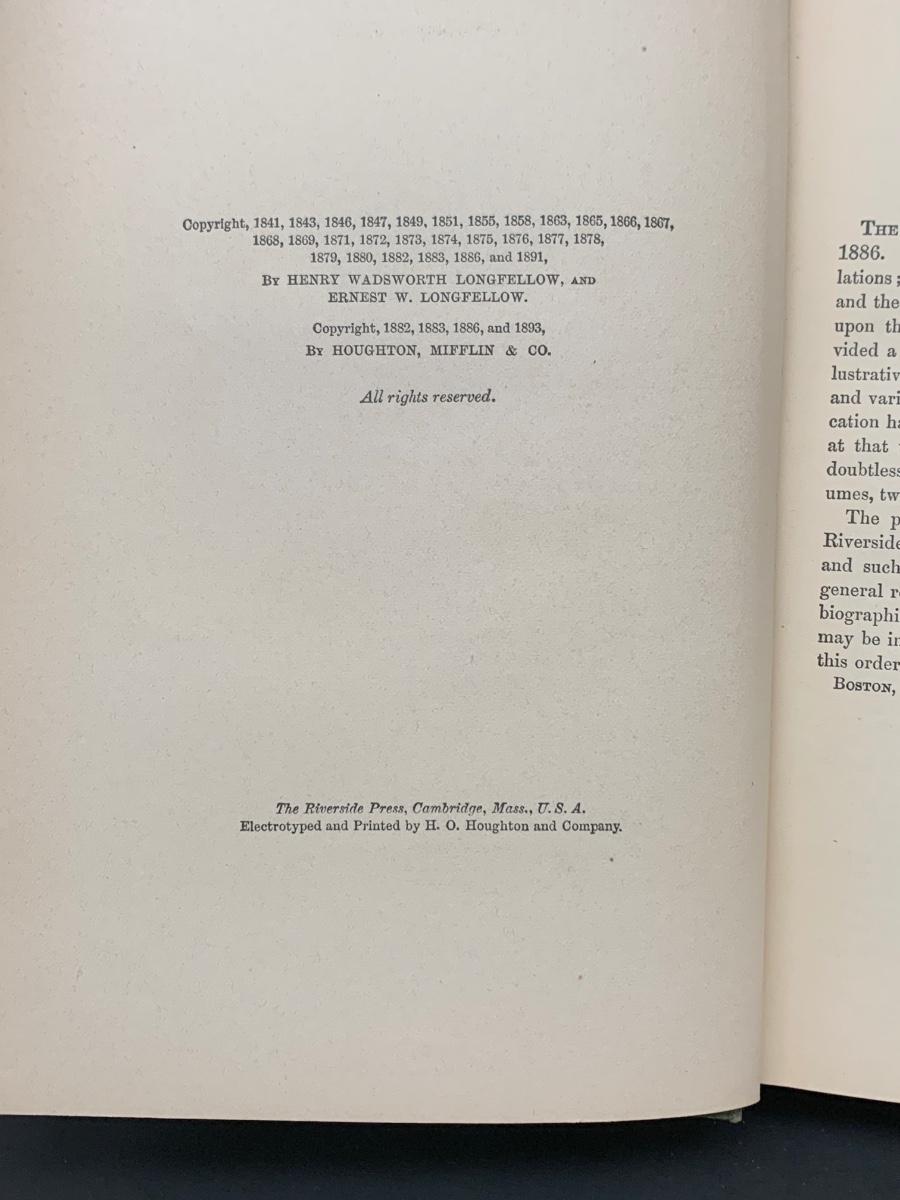 Copyright, 1841, 1843, 1846, 1847, 1849, 1851, 1855, 1858, 1863, 1865, 1866, 1867,
1868, 1869, 1871, 1872, 1873, 1874, 1875, 1876, 1877, 1878,
1879, 1880, 1882, 1883, 1886, and 1891,
By HENRY WADSWORTH LONGFELLOW, AND
ERNEST W. LONGFELLOW.
Copyright, 1882, 1883, 1886, and 1893,
By HOUGHTON, MIFFLIN & CO.
All rights reserved.
The Riverside Press, Cambridge, Mass., U. S. A.
Electrotyped and Printed by H. O. Houghton and Company.
THE
1886.
lations;
and the
upon th
vided a
lustrativ
and vari
cation ha
at that
doubtless
umes, tw
The p
Riverside
and such
general r
biographi
may be in
this order
BOSTON,